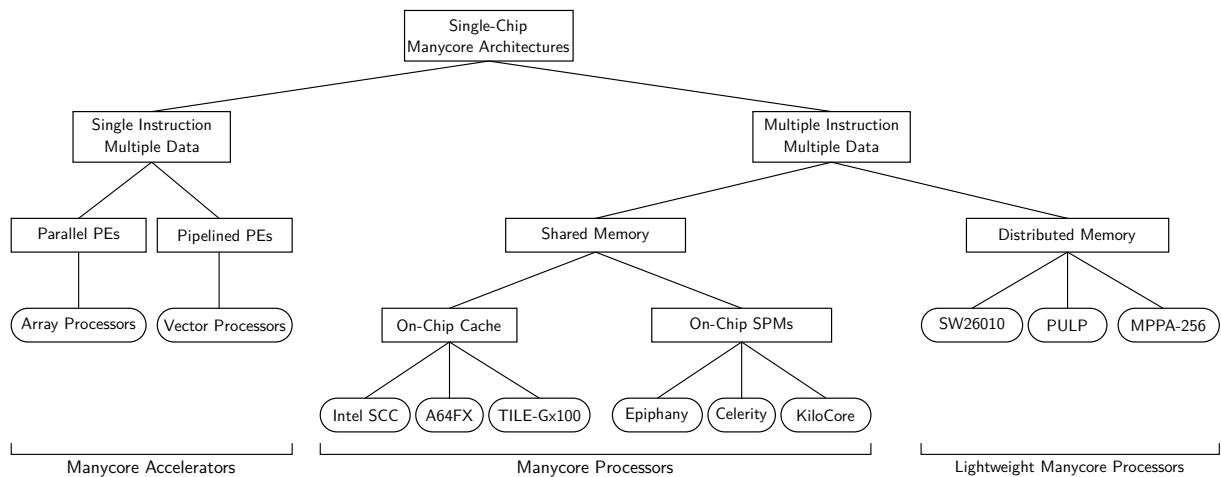 Single-Chip
Manycore Architectures
Single Instruction
Multiple Data
Multiple Instruction
Multiple Data
Parallel PEs
Pipelined PEs
Shared Memory
Distributed Memory
Array Processors
Vector Processors
On-Chip Cache
On-Chip SPMs
SW26010
PULP
MPPA-256
Intel SCC
A64FX
TILE-Gx100
Epiphany
Celerity
KiloCore
Manycore Accelerators
Manycore Processors
Lightweight Manycore Processors